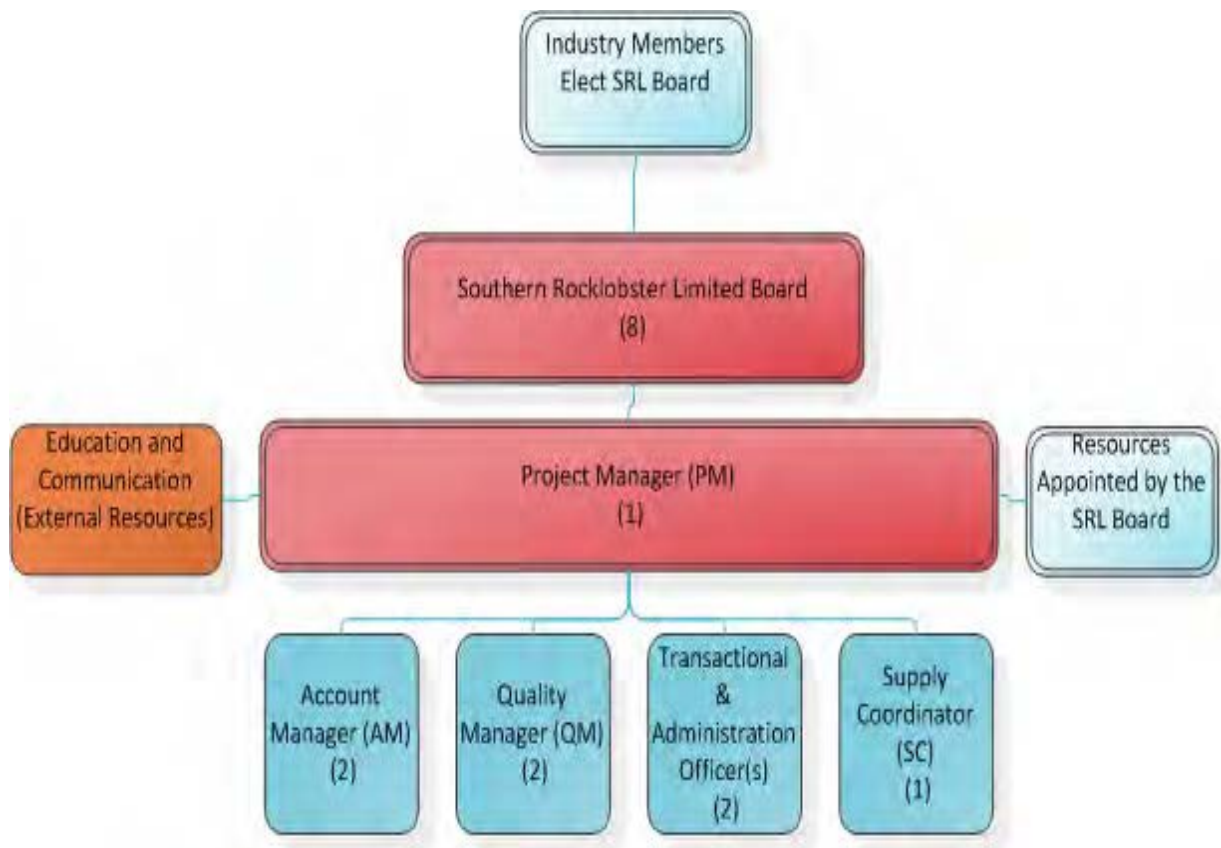 Industry Members
Elect SRL Board
Southern Rocklobster Limited Board
(8)
Education and
Communication
(External Resources)
Project Manager (PM)
(1)
Resources
Appointed by the
SRL Board
Account
Manager (AM)
(2)
Quality
Manager (QM)
(2)
Transactional
&
Administration
Officer(s)
(2)
Supply
Coordinator
(SC)
(1)